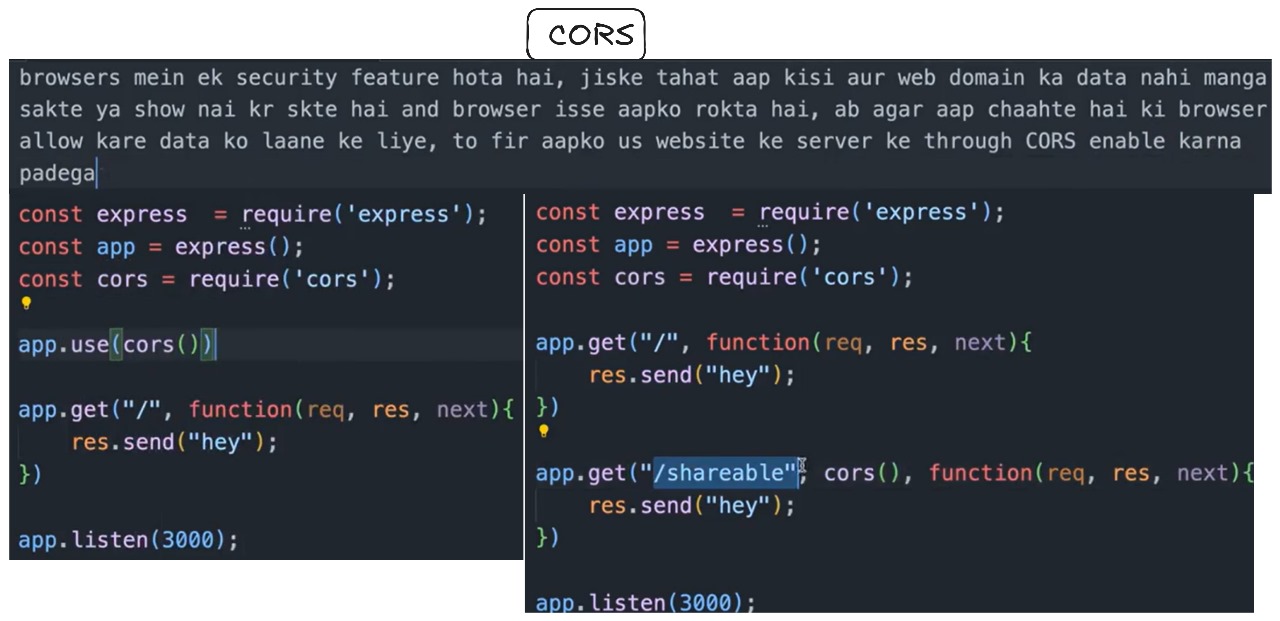 CORS
browsers mein ek security feature hota hai, jiske tahat aap kisi aur web domain ka data nahi manga
sakte ya show nai kr skte hai and browser isse aapko rokta hai, ab agar aap chaahte hai ki browser
allow kare data ko laane ke liye, to fir aapko us website ke server ke through CORS enable karna
padega
const express  = require('express');
const app = express();
const cors = require('cors');
app.use(cors())
app.get("/", function(req, res, next){
    res.send("hey");
})
app.listen(3000);
const express  = require('express');
const app = express();
const cors = require('cors');
app.get("/", function(req, res, next){
    res.send("hey");
})
app.get("/shareable", cors(), function(req, res, next){
    res.send("hey");
})
app.listen(3000);